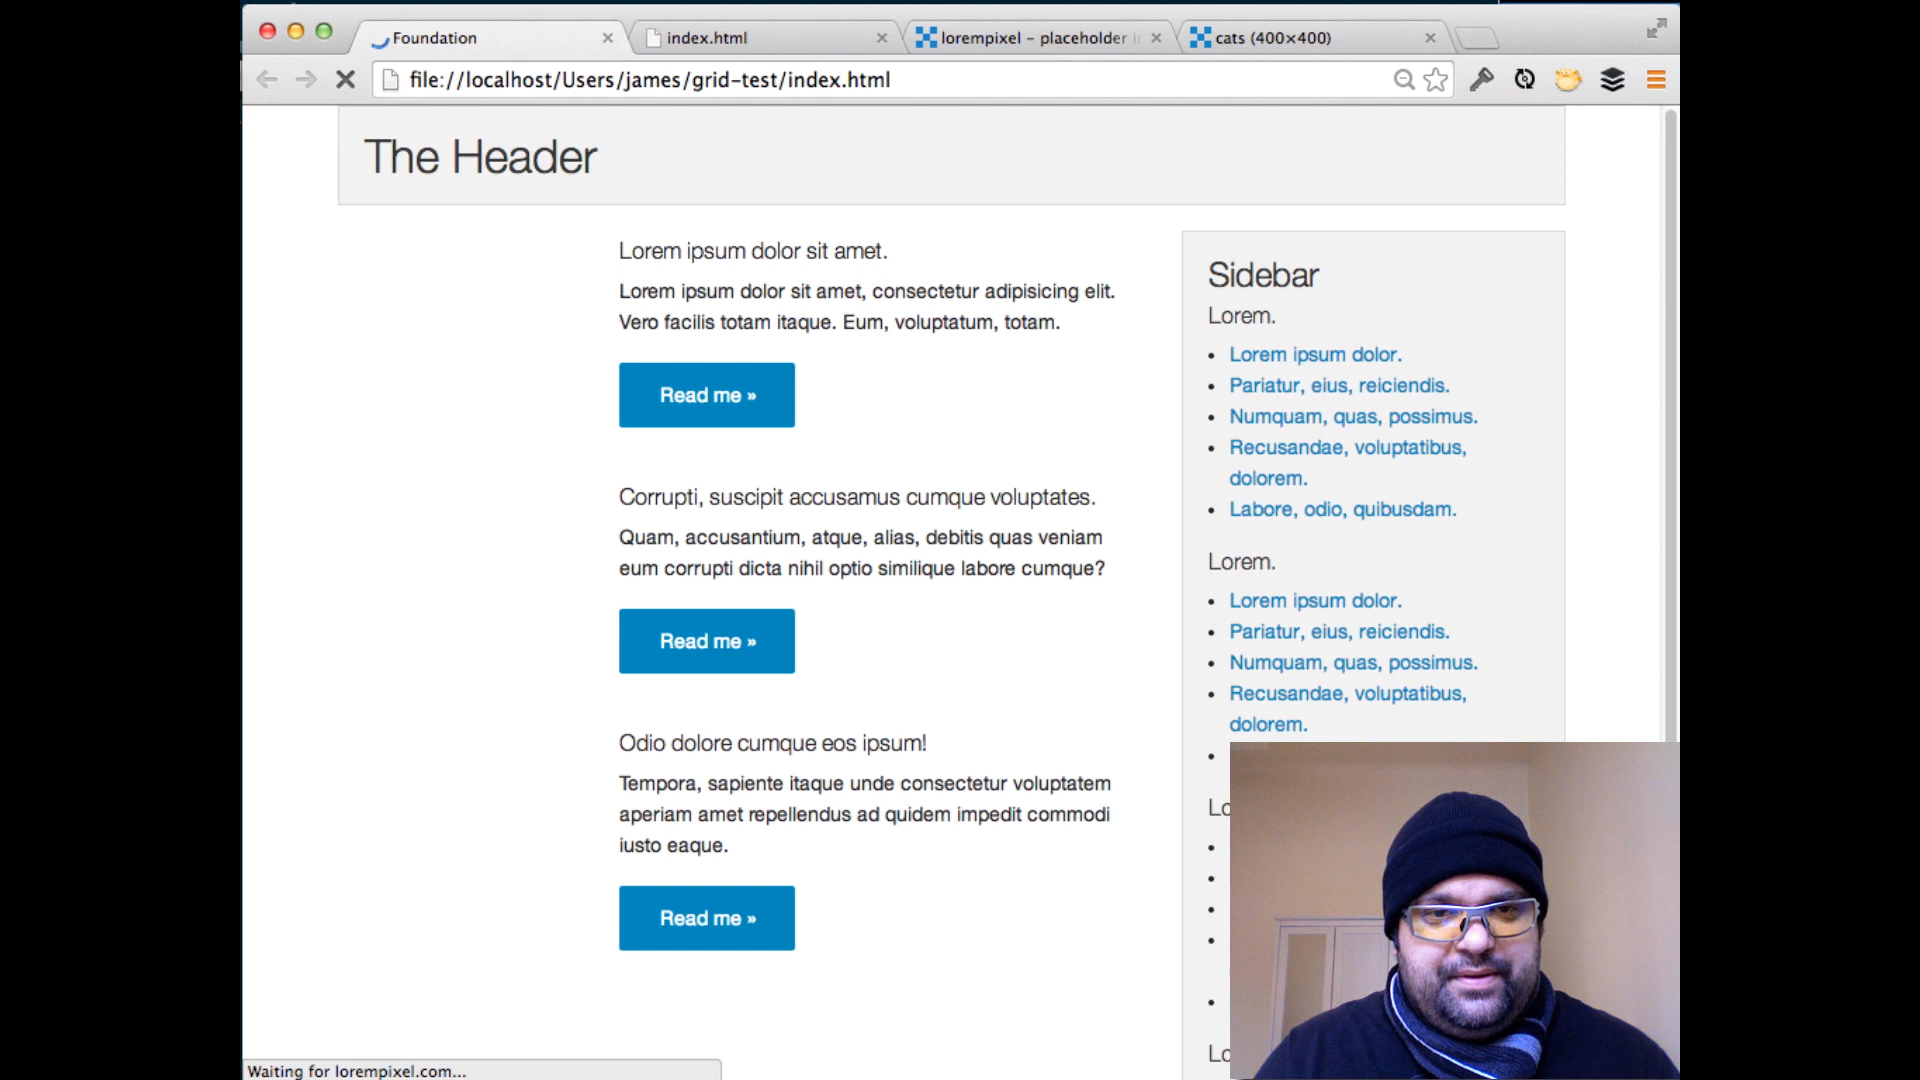 Foundation
index.html
lorempixel – placeholder i
cats (400×400)
file://localhost/Users/james/grid-test/index.html
The Header
Lorem ipsum dolor sit amet.
Lorem ipsum dolor sit amet, consectetur adipisicing elit.
Vero facilis totam itaque. Eum, voluptatum, totam.
Read me »
Corrupti, suscipit accusamus cumque voluptates.
Quam, accusantium, atque, alias, debitis quas veniam
eum corrupti dicta nihil optio similique labore cumque?
Read me »
Odio dolore cumque eos ipsum!
Tempora, sapiente itaque unde consectetur voluptatem
aperiam amet repellendus ad quidem impedit commodi
iusto eaque.
Read me »
Sidebar
Lorem.
• Lorem ipsum dolor.
• Pariatur, eius, reiciendis.
• Numquam, quas, possimus.
• Recusandae, voluptatibus,
dolorem.
• Labore, odio, quibusdam.
Lorem.
• Lorem ipsum dolor.
• Pariatur, eius, reiciendis.
• Numquam, quas, possimus.
• Recusandae, voluptatibus,
dolorem.
Lo
Lo
Waiting for lorempixel.com...